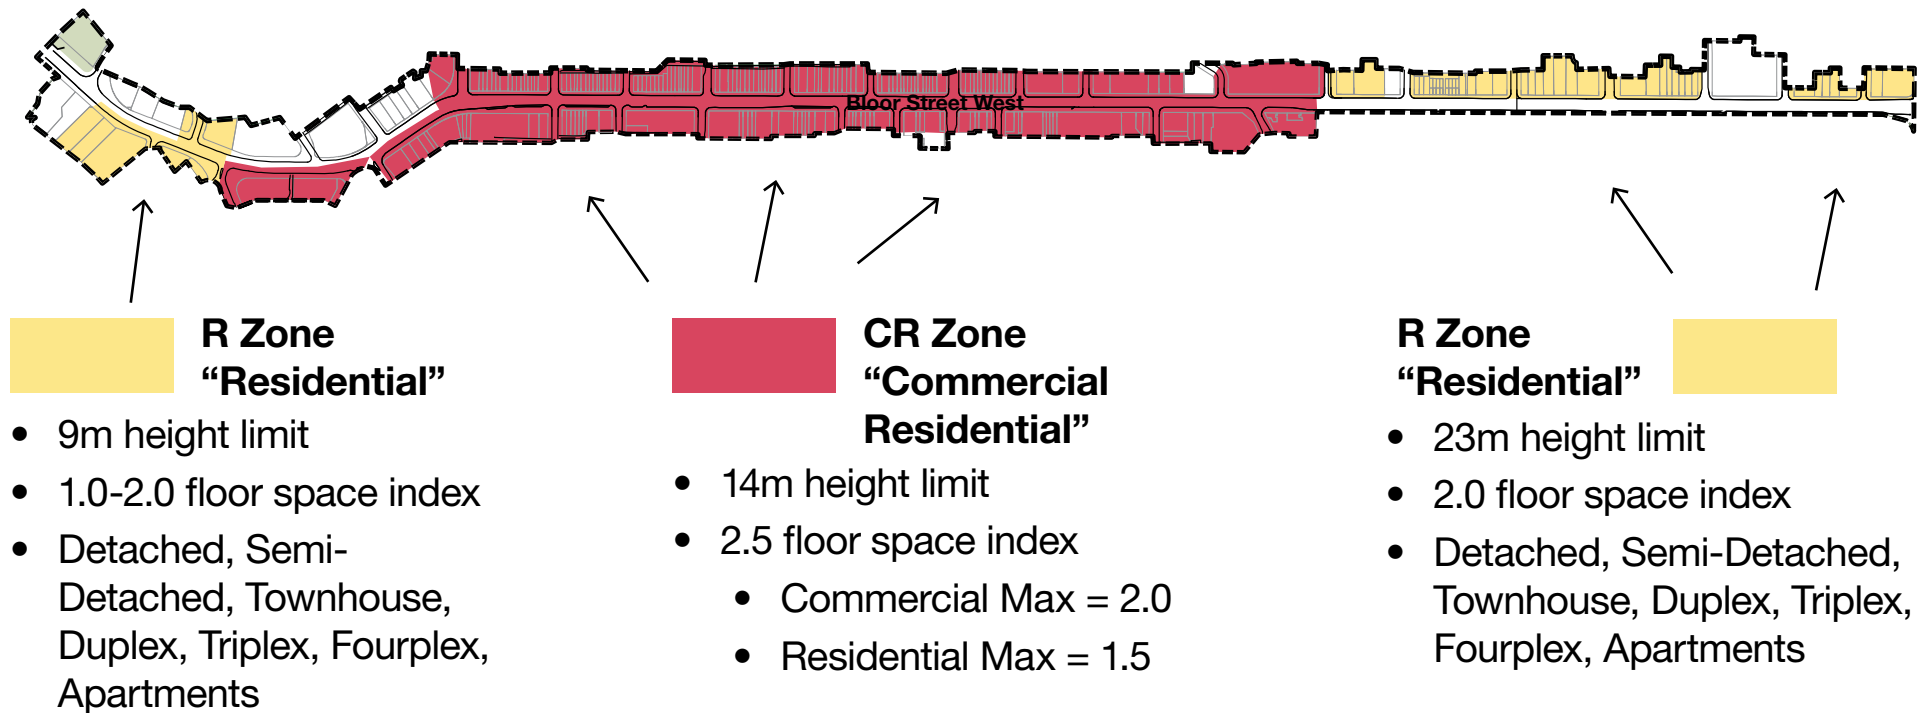 Bloor Street West
R Zone
“Residential”
• 9m height limit
• 1.0-2.0 floor space index
• Detached, Semi-
Detached, Townhouse,
Duplex, Triplex, Fourplex,
Apartments
CR Zone
“Commercial
Residential”
• 14m height limit
• 2.5 floor space index
• Commercial Max = 2.0
• Residential Max = 1.5
R Zone
“Residential”
• 23m height limit
• 2.0 floor space index
• Detached, Semi-Detached,
Townhouse, Duplex, Triplex,
Fourplex, Apartments